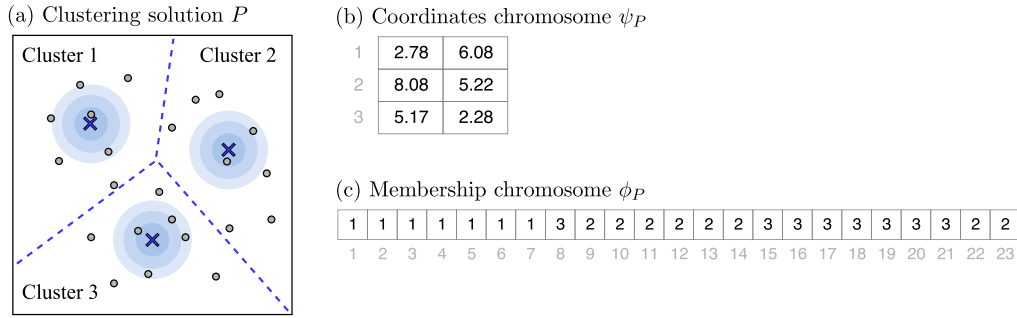 (a) Clustering solution P
Cluster 1
Cluster 2
Cluster 3
(b) Coordinates chromosome ψP
1 2.78 6.08
2 8.08 5.22
3 5.17 2.28
(c) Membership chromosome ϕP
1 1 1 1 1 1 1 3 2 2 2 2 2 2 3 3 3 3 3 3 3 2 2
1 2 3 4 5 6 7 8 9 10 11 12 13 14 15 16 17 18 19 20 21 22 23